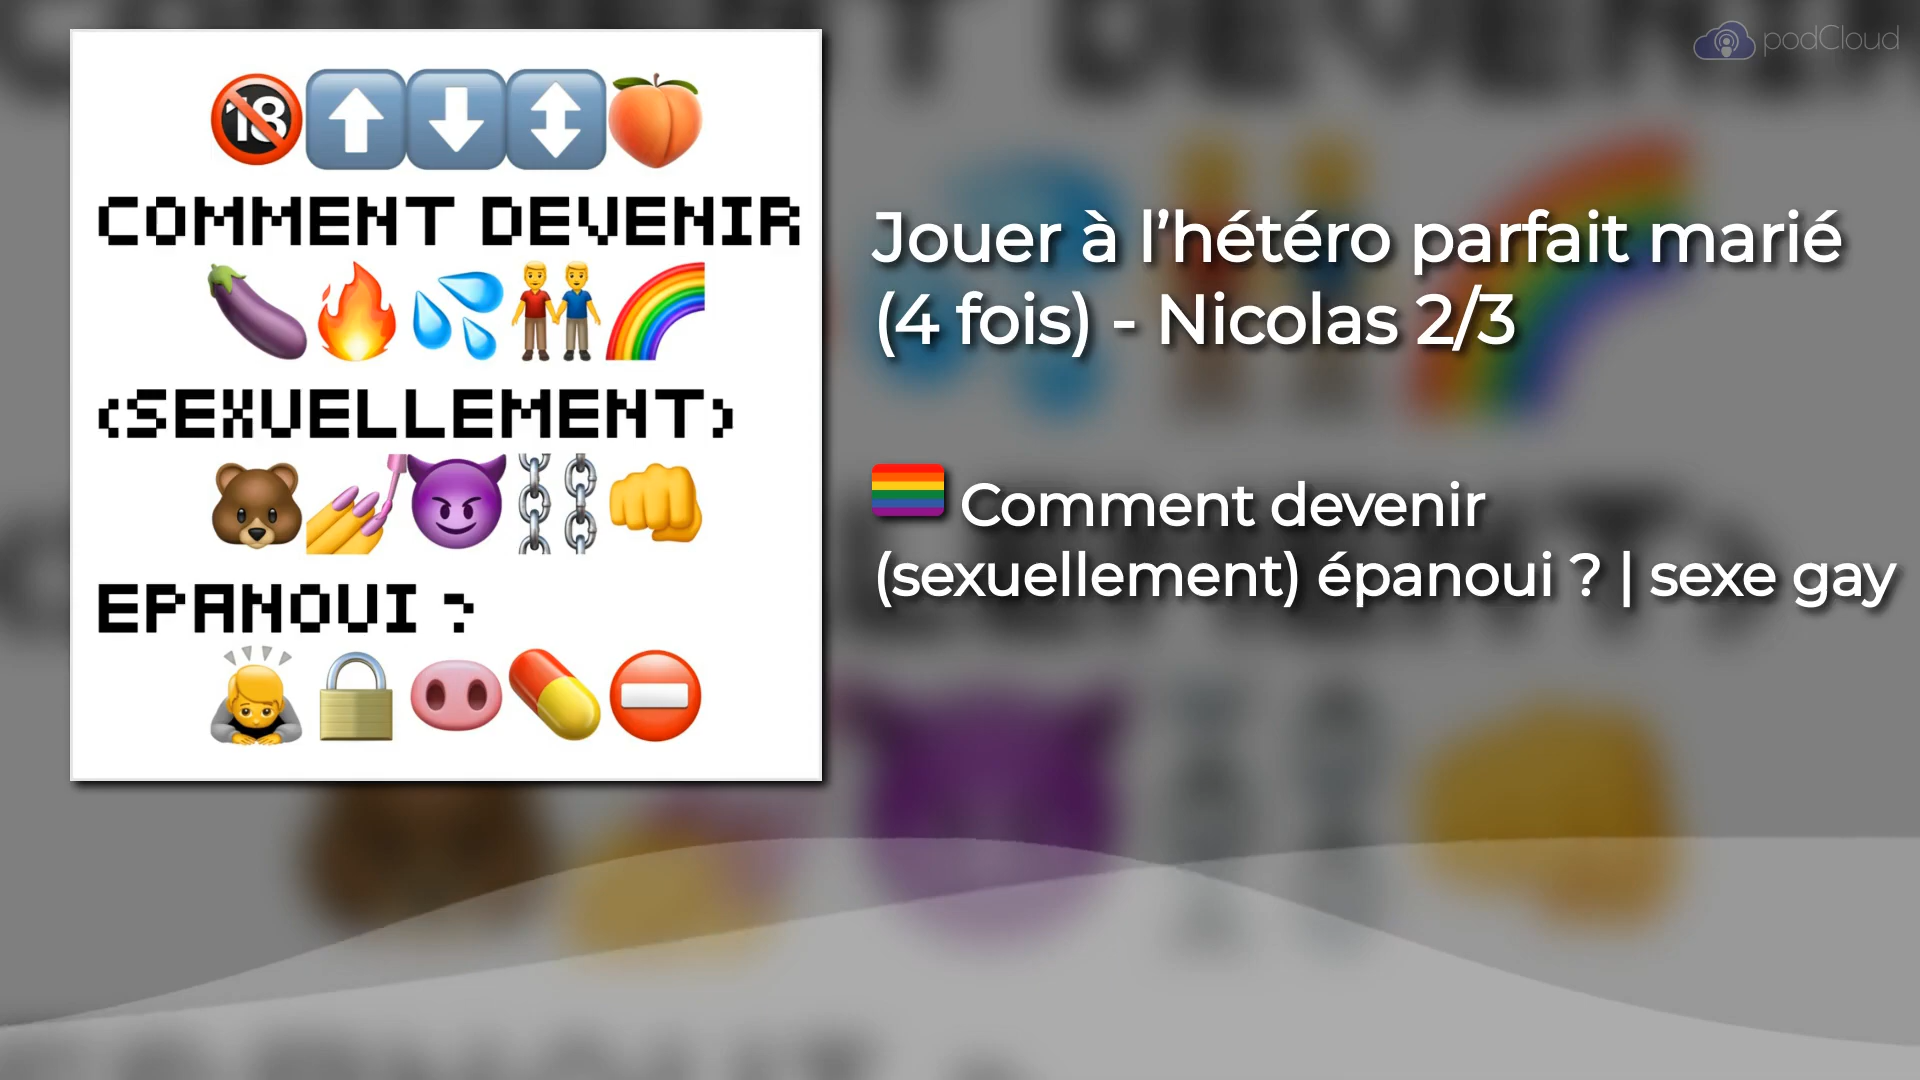 podCloud
18
COMMENT DEVENIR
(SEXUELLEMENT)
EPANOUI ?
Jouer à l’hétéro parfait marié
(4 fois) - Nicolas 2/3
Comment devenir
(sexuellement) épanoui ? | sexe gay